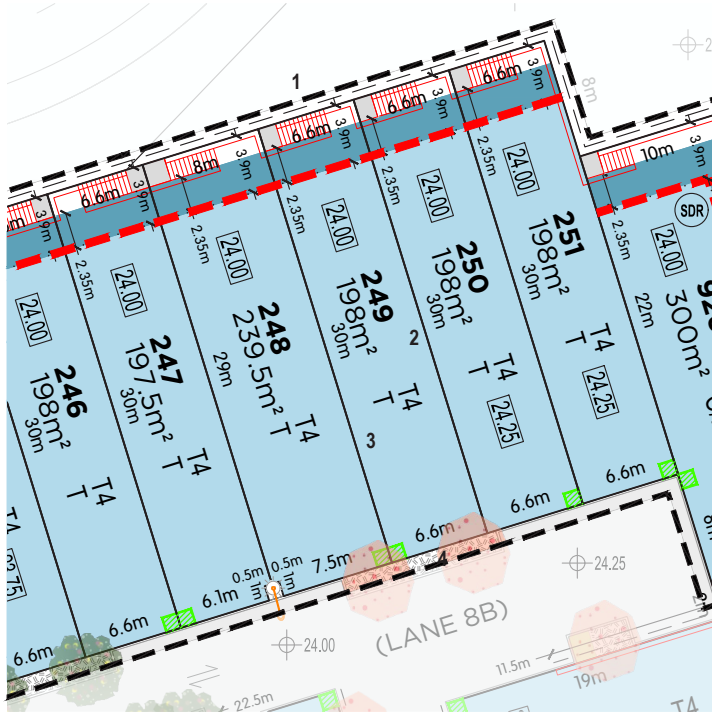 1
8m
6.6m
3.9m
6.6m
3.9m
6.6m
3.9m
8m
3.9m
6.6m
3.9m
3.9m
10m
3.9m
2.35m
2.35m
2.35m
2.35m
2.35m
2.35m
SDR
24.00
24.00
24.00
24.00
24.00
24.00
24.00
251
198m²
30m
T4
T
24.25
250
198m²
30m
T4
T
24.25
249
198m²
30m
T4
T
248
239.5m²
29m
T4
T
247
197.5m²
30m
T4
T
246
198m²
30m
T4
T
300m²
22m
2
3
4
T4
6.6m
6.6m
6.6m
7.5m
0.5m
0.5m
1m
1m
6.1m
6.6m
6.6m
8m
24.25
24.00
(LANE 8B)
11.5m
19m
22.5m
T4